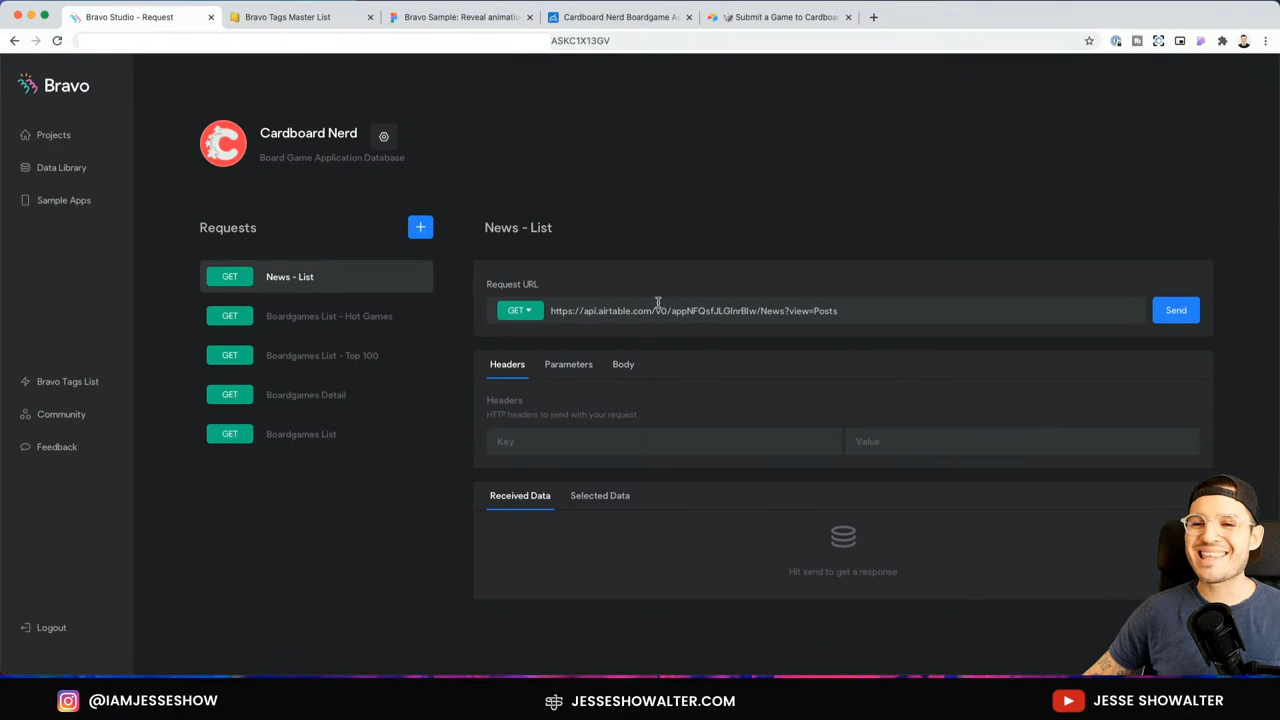 Bravo Studio - Request
Bravo Tags Master List
Bravo Sample: Reveal animatio
Cardboard Nerd Boardgame Ap
Submit a Game to Cardboa
ASKC1X13GV
Bravo
Projects
Data Library
Sample Apps
Bravo Tags List
Community
Feedback
Logout
C
Cardboard Nerd
Board Game Application Database
Requests
+
GET News - List
GET Boardgames List - Hot Games
GET Boardgames List - Top 100
GET Boardgames Detail
GET Boardgames List
News - List
Request URL
GET https://api.airtable.com/v0/appNFQsfJLGlnrBlw/News?view=Posts Send
Headers Parameters Body
Headers
HTTP headers to send with your request
Key Value
Received Data Selected Data
Hit send to get a response
@IAMJESSESHOW
JESSESHOWALTER.COM
JESSE SHOWALTER